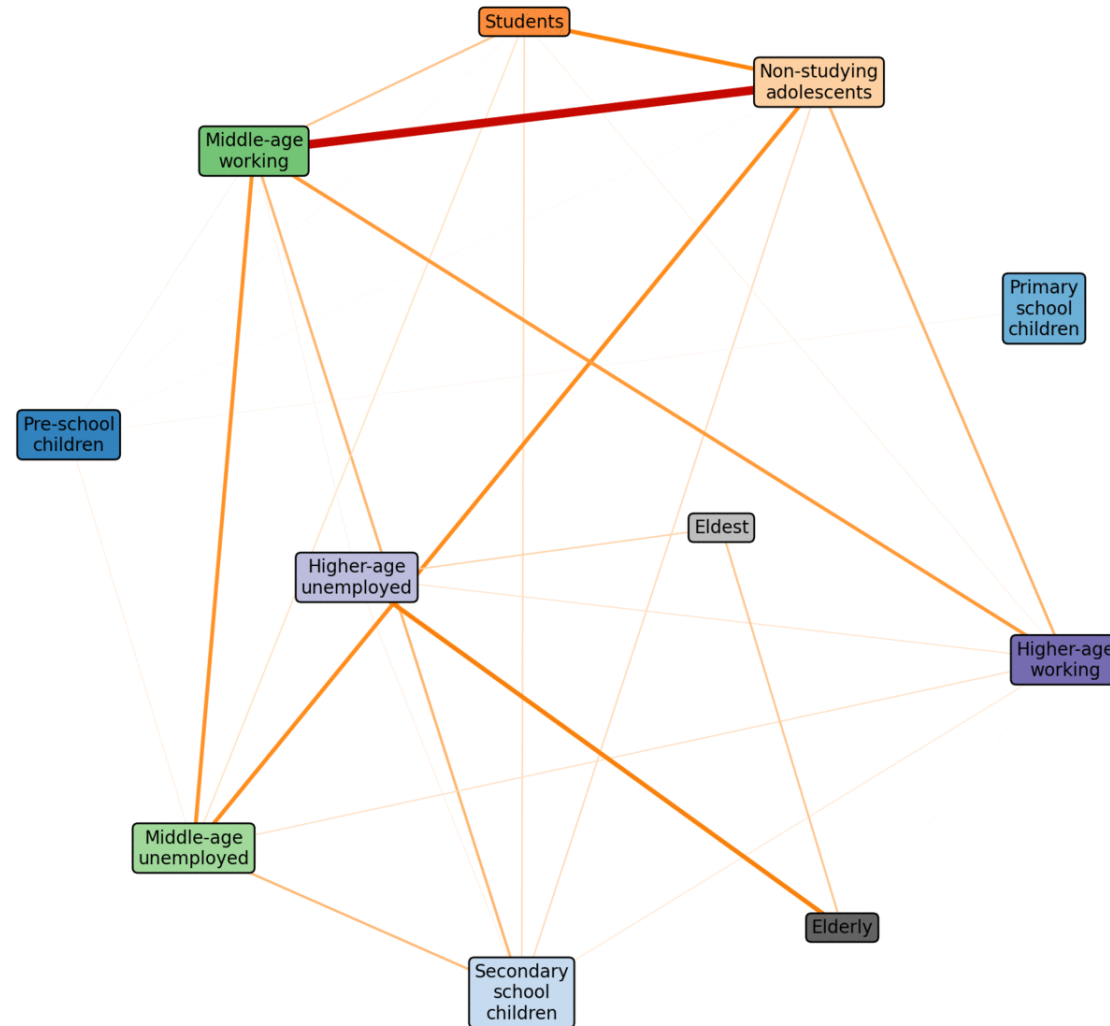 Students
Non-studying
adolescents
Middle-age
working
Primary
school
children
Pre-school
children
Eldest
Higher-age
unemployed
Higher-age
working
Middle-age
unemployed
Elderly
Secondary
school
children